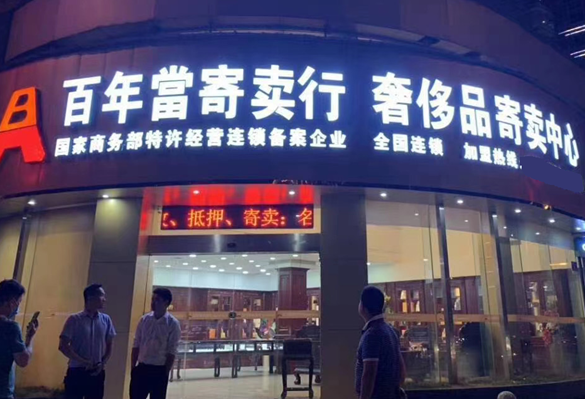 百年當寄卖行 奢侈品寄卖中心
国家商务部特许经营连锁备案企业 全国连锁 加盟热线
、抵押、寄卖：名